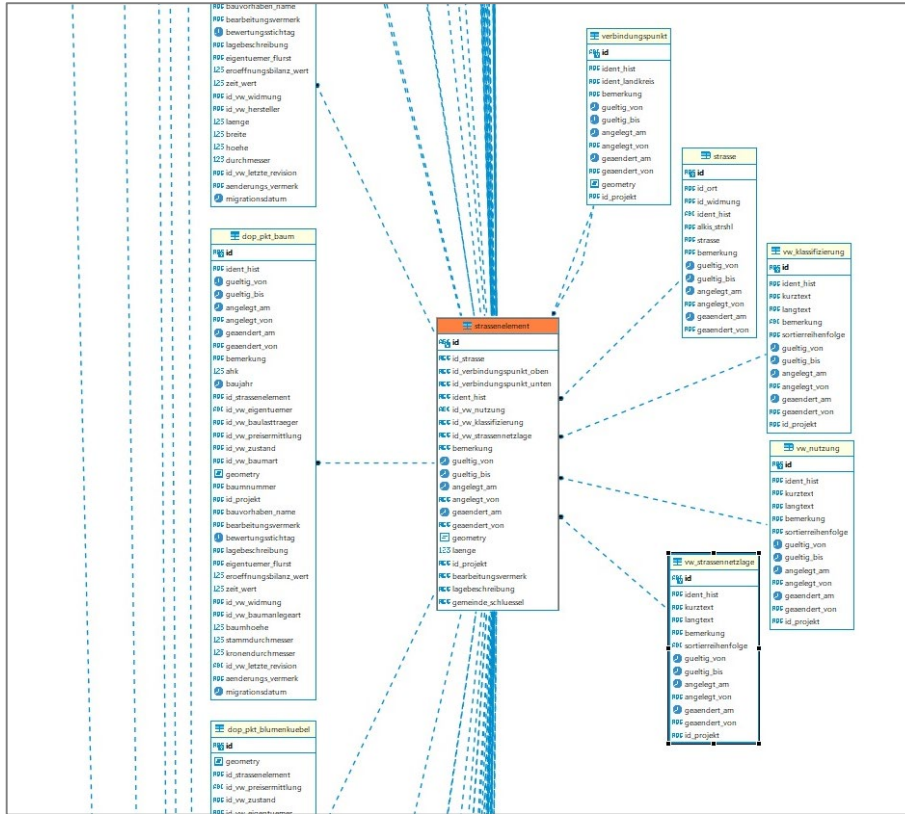 bauvorhaben_name
bearbeitungsvermerk
bewertungsstichtag
lagebeschreibung
eigentuemer_flurst
eroeffnungsbilanz_wert
zeit_wert
id_vw_widmung
id_vw_hersteller
laenge
breite
hoehe
durchmesser
id_vw_letzte_revision
aenderungs_vermerk
migrationsdatum
dop_pkt_baum
id
ident_hist
gueltig_von
gueltig_bis
angelegt_am
angelegt_von
geaendert_am
geaendert_von
bemerkung
ahk
baujahr
id_strassenelement
id_vw_eigentuemer
id_vw_baulasttraeger
id_vw_preisermittlung
id_vw_zustand
id_vw_baumart
geometry
baumnummer
id_projekt
bauvorhaben_name
bearbeitungsvermerk
bewertungsstichtag
lagebeschreibung
eigentuemer_flurst
eroeffnungsbilanz_wert
zeit_wert
id_vw_widmung
id_vw_baumanlegeart
baumhoehe
stammdurchmesser
kronendurchmesser
id_vw_letzte_revision
aenderungs_vermerk
migrationsdatum
dop_pkt_blumenkuebel
id
geometry
id_strassenelement
id_vw_preisermittlung
id_vw_zustand
id_vw_eigentuemer
strassenelement
id
id_strasse
id_verbindungspunkt_oben
id_verbindungspunkt_unten
ident_hist
id_vw_nutzung
id_vw_klassifizierung
id_vw_strassennetzlage
bemerkung
gueltig_von
gueltig_bis
angelegt_am
angelegt_von
geaendert_am
geaendert_von
geometry
laenge
id_projekt
bearbeitungsvermerk
lagebeschreibung
gemeinde_schluessel
verbindungspunkt
id
ident_hist
ident_landkreis
bemerkung
gueltig_von
gueltig_bis
angelegt_am
angelegt_von
geaendert_am
geaendert_von
geometry
id_projekt
strasse
id
id_ort
id_widmung
ident_hist
alkis_strshl
strasse
bemerkung
gueltig_von
gueltig_bis
angelegt_am
angelegt_von
geaendert_am
geaendert_von
vw_klassifizierung
id
ident_hist
kurztext
langtext
bemerkung
sortierreihenfolge
gueltig_von
gueltig_bis
angelegt_am
angelegt_von
geaendert_am
geaendert_von
id_projekt
vw_nutzung
id
ident_hist
kurztext
langtext
bemerkung
sortierreihenfolge
gueltig_von
gueltig_bis
angelegt_am
angelegt_von
geaendert_am
geaendert_von
id_projekt
vw_strassennetzlage
id
ident_hist
kurztext
langtext
bemerkung
sortierreihenfolge
gueltig_von
gueltig_bis
angelegt_am
angelegt_von
geaendert_am
geaendert_von
id_projekt